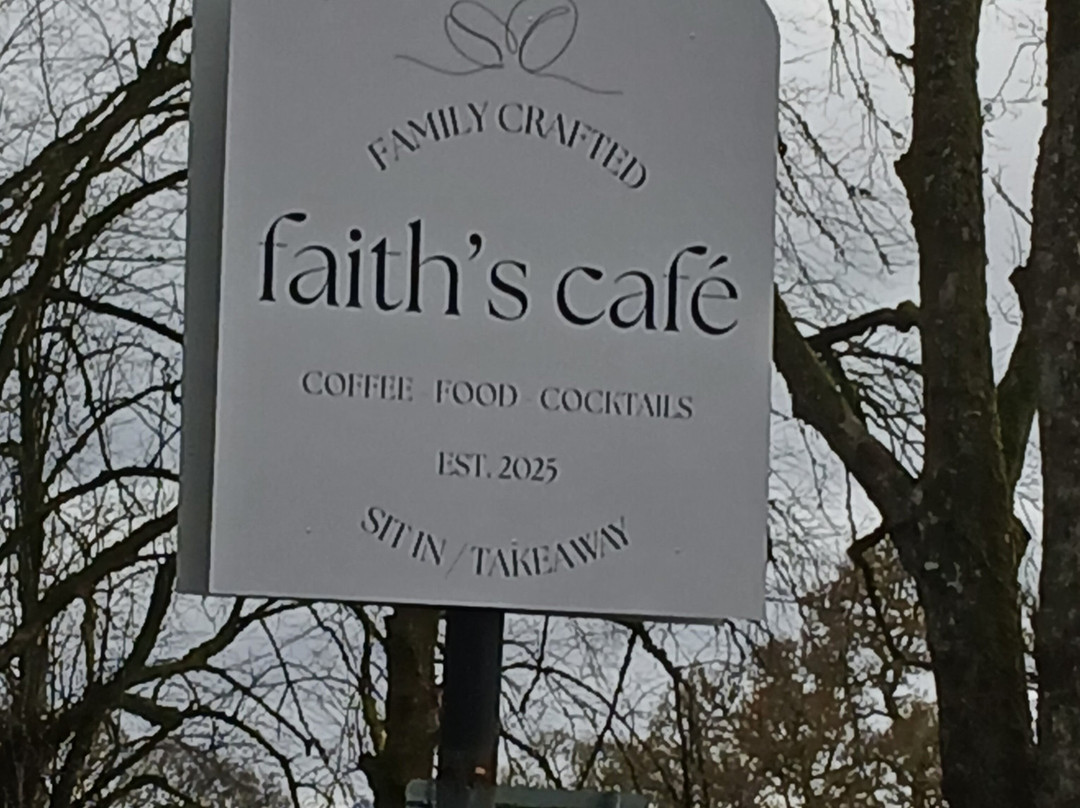 FAMILY CRAFTED
faith's café
COFFEE FOOD COCKTAILS
EST. 2025
SIT IN / TAKEAWAY